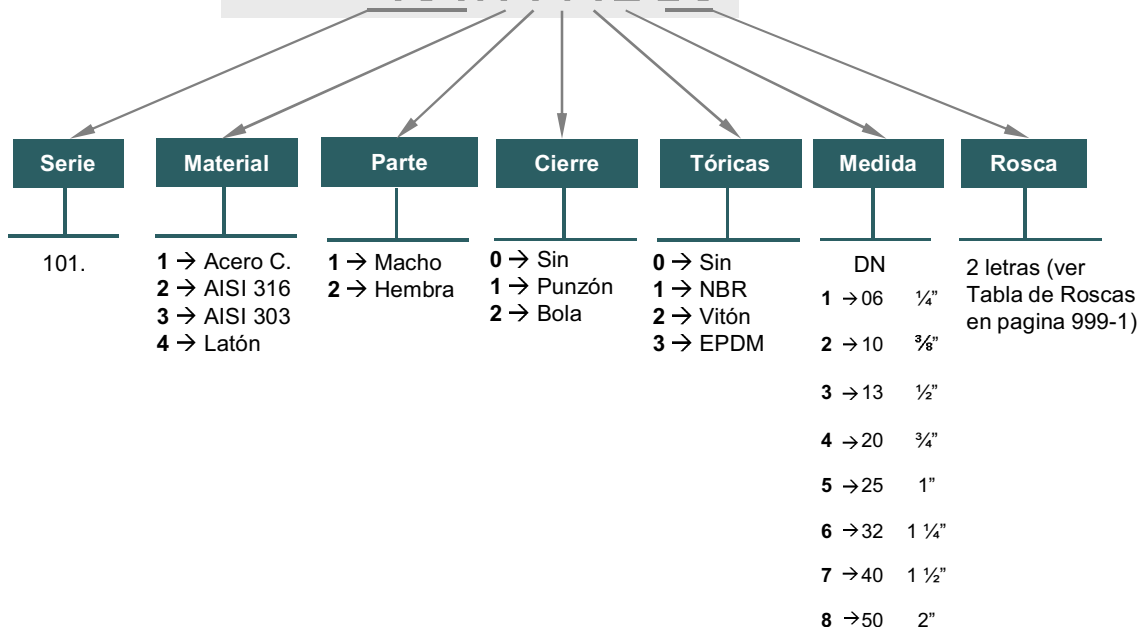 Serie
Material
Parte
Cierre
Tóricas
Medida
Rosca
101.
1 → Acero C.
2 → AISI 316
3 → AISI 303
4 → Latón
1 → Macho
2 → Hembra
0 → Sin
1 → Punzón
2 → Bola
0 → Sin
1 → NBR
2 → Vitón
3 → EPDM
DN
1 → 06 ¼”
2 → 10 ⅜”
3 → 13 ½”
4 → 20 ¾”
5 → 25 1”
6 → 32 1 ¼”
7 → 40 1 ½”
8 → 50 2”
2 letras (ver
Tabla de Roscas
en pagina 999-1)